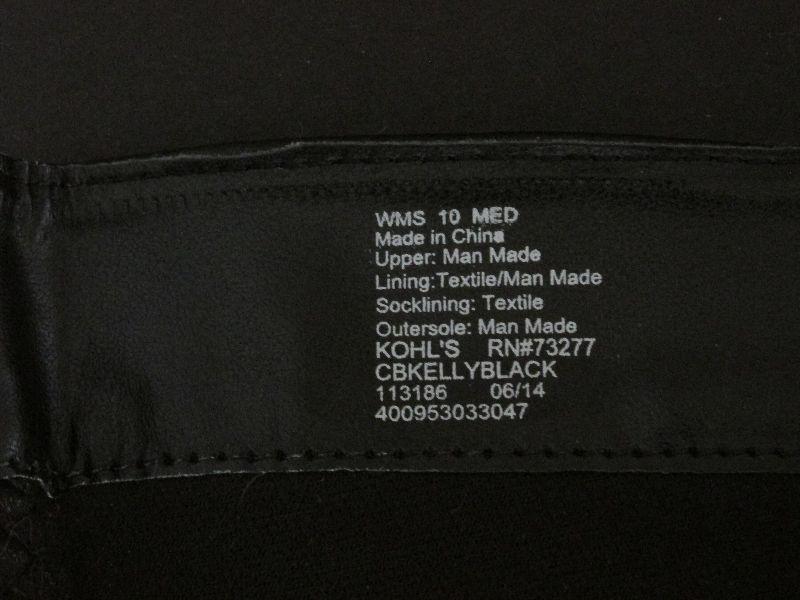 WMS 10 MED
Made in China
Upper: Man Made
Lining:Textile/Man Made
Socklining: Textile
Outersole: Man Made
KOHL'S RN#73277
CBKELLYBLACK
113186 06/14
400953033047